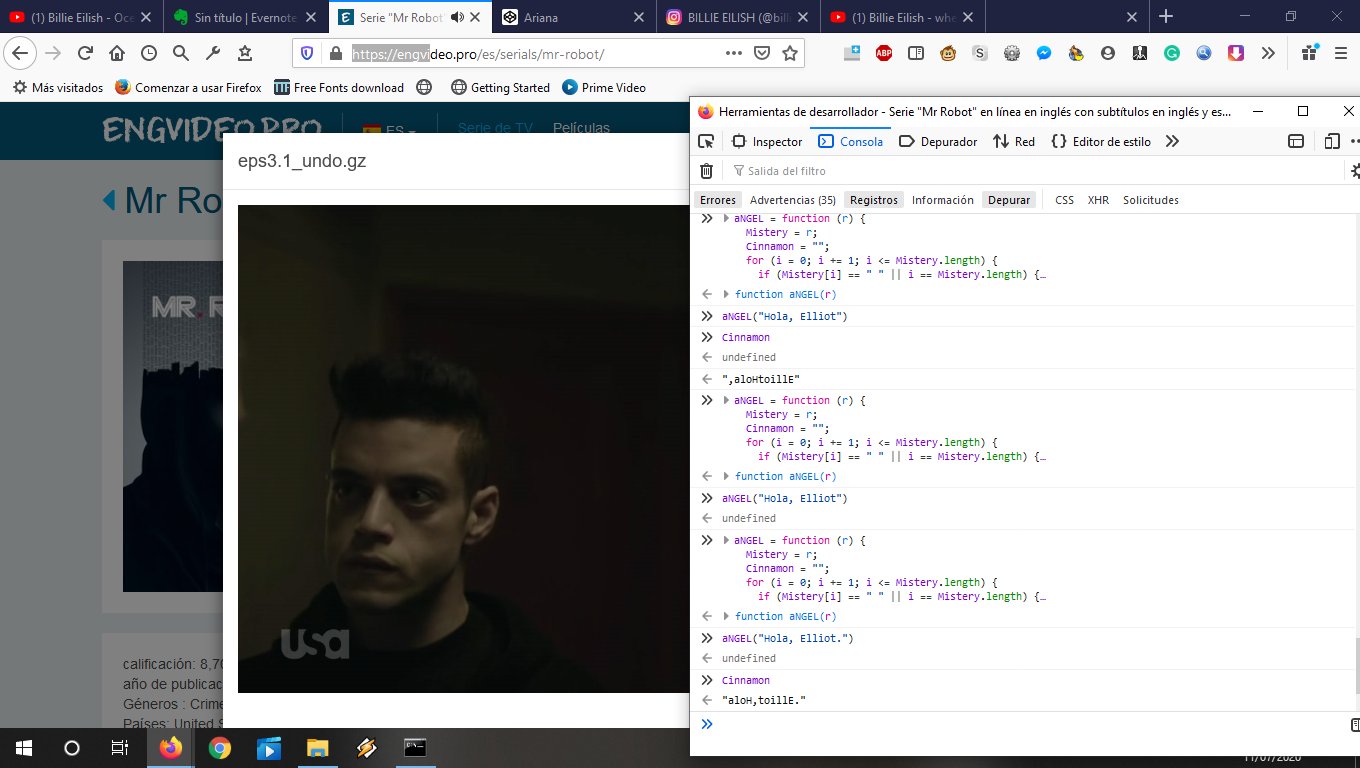 (1) Billie Eilish - Oce
Sin título | Evernote
Serie "Mr Robot"
Ariana
BILLIE EILISH (@billi
(1) Billie Eilish - whe
https://engvideo.pro/es/serials/mr-robot/
ABP
S
G
Más visitados
Comenzar a usar Firefox
Free Fonts download
Getting Started
Prime Video
ENGVIDEO.PRO
ES
Serie de TV
Películas
Mr Ro
MR. R
eps3.1_undo.gz
usa
calificación: 8,70
año de publicac
Géneros : Crime
Países: United S
Herramientas de desarrollador - Serie "Mr Robot" en línea en inglés con subtítulos en inglés y es...
Inspector
Consola
Depurador
Red
Editor de estilo
Salida del filtro
Errores
Advertencias (35)
Registros
Información
Depurar
CSS
XHR
Solicitudes
aNGEL = function (r) {
Mistery = r;
Cinnamon = "";
for (i = 0; i += 1; i <= Mistery.length) {
if (Mistery[i] == " " || i == Mistery.length) {…
function aNGEL(r)
aNGEL("Hola, Elliot")
Cinnamon
undefined
",aloHtoillE"
aNGEL = function (r) {
Mistery = r;
Cinnamon = "";
for (i = 0; i += 1; i <= Mistery.length) {
if (Mistery[i] == " " || i == Mistery.length) {…
function aNGEL(r)
aNGEL("Hola, Elliot")
undefined
aNGEL = function (r) {
Mistery = r;
Cinnamon = "";
for (i = 0; i += 1; i <= Mistery.length) {
if (Mistery[i] == " " || i == Mistery.length) {…
function aNGEL(r)
aNGEL("Hola, Elliot.")
undefined
Cinnamon
"aloH,toillE."
11/07/2020